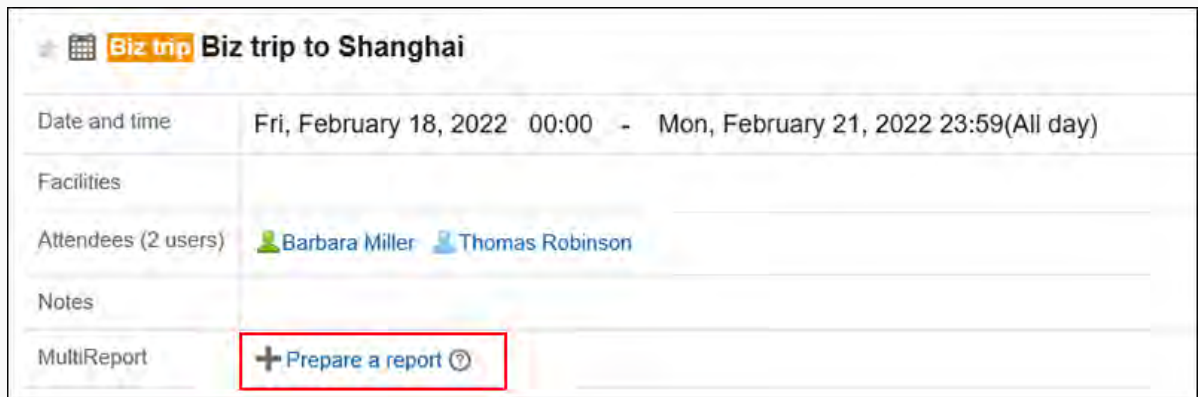 Biz trip Biz trip to Shanghai
Date and time Fri, February 18, 2022 00:00 - Mon, February 21, 2022 23:59(All day)
Facilities
Attendees (2 users) Barbara Miller Thomas Robinson
Notes
MultiReport Prepare a report ?